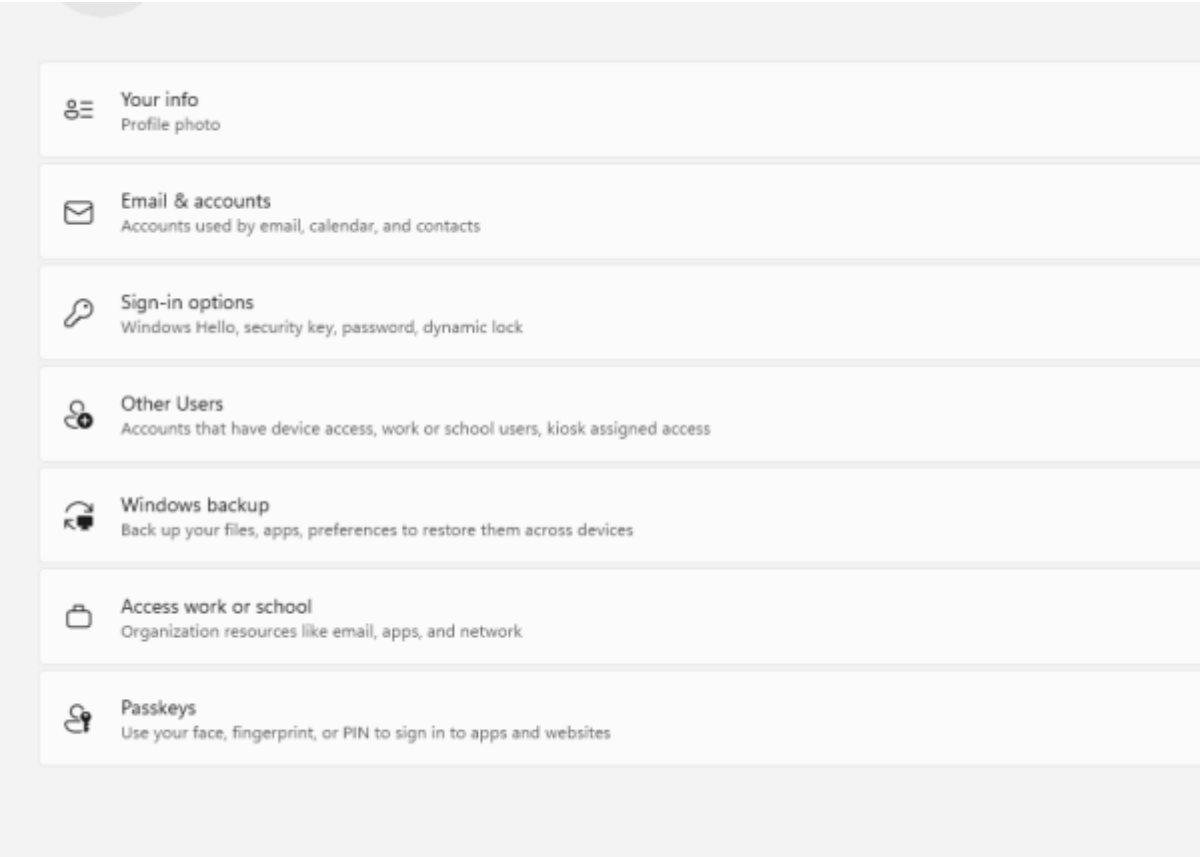 Your info
Profile photo
Email & accounts
Accounts used by email, calendar, and contacts
Sign-in options
Windows Hello, security key, password, dynamic lock
Other Users
Accounts that have device access, work or school users, kiosk assigned access
Windows backup
Back up your files, apps, preferences to restore them across devices
Access work or school
Organization resources like email, apps, and network
Passkeys
Use your face, fingerprint, or PIN to sign in to apps and websites